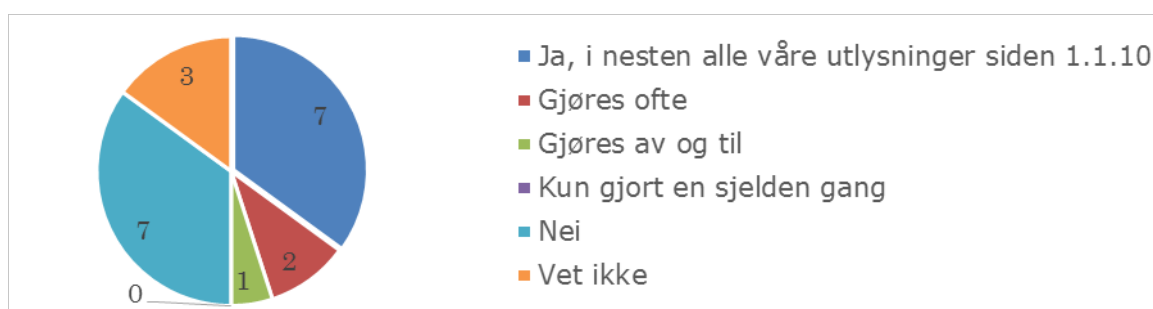 3
7
7
2
1
0
Ja, i nesten alle våre utlysninger siden 1.1.10
Gjøres ofte
Gjøres av og til
Kun gjort en sjelden gang
Nei
Vet ikke